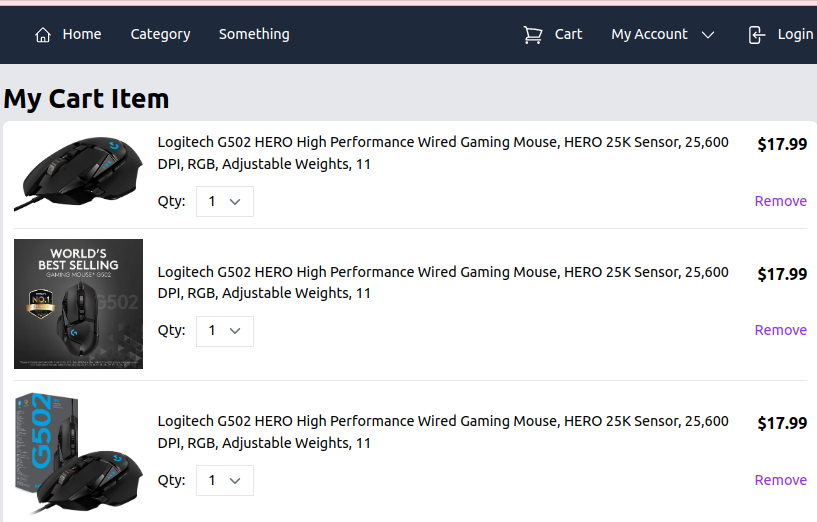 Home Category Something Cart My Account Login
My Cart Item
Logitech G502 HERO High Performance Wired Gaming Mouse, HERO 25K Sensor, 25,600 $17.99
DPI, RGB, Adjustable Weights, 11
Qty: 1 Remove
WORLD'S
BEST SELLING
GAMING MOUSE* G502
NO.1
G502
Logitech G502 HERO High Performance Wired Gaming Mouse, HERO 25K Sensor, 25,600 $17.99
DPI, RGB, Adjustable Weights, 11
Qty: 1 Remove
G502
Logitech G502 HERO High Performance Wired Gaming Mouse, HERO 25K Sensor, 25,600 $17.99
DPI, RGB, Adjustable Weights, 11
Qty: 1 Remove